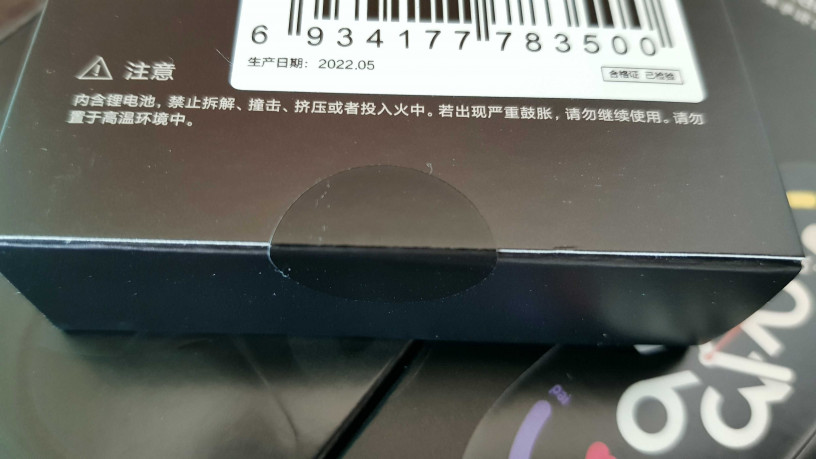 6 934177 783500
生产日期：2022.05
合格证 已检验
注意
内含锂电池，禁止拆解、撞击、挤压或者投入火中。若出现严重鼓胀，请勿继续使用。请勿
置于高温环境中。
PAI
6
213